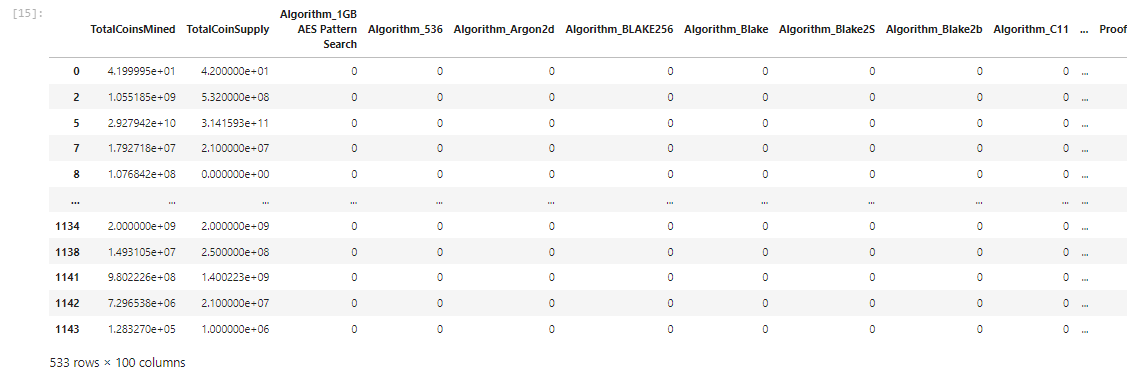 [15]:
TotalCoinsMined TotalCoinSupply Algorithm_1GB AES Pattern Search Algorithm_536 Algorithm_Argon2d Algorithm_BLAKE256 Algorithm_Blake Algorithm_Blake2S Algorithm_Blake2b Algorithm_C11 ... Proof
0 4.199995e+01 4.200000e+01 0 0 0 0 0 0 0 0 ...
2 1.055185e+09 5.320000e+08 0 0 0 0 0 0 0 0 ...
5 2.927942e+10 3.141593e+11 0 0 0 0 0 0 0 0 ...
7 1.792718e+07 2.100000e+07 0 0 0 0 0 0 0 0 ...
8 1.076842e+08 0.000000e+00 0 0 0 0 0 0 0 0 ...
... ... ... ... ... ... ... ... ... ... ... ...
1134 2.000000e+09 2.000000e+09 0 0 0 0 0 0 0 0 ...
1138 1.493105e+07 2.500000e+08 0 0 0 0 0 0 0 0 ...
1141 9.802226e+08 1.400223e+09 0 0 0 0 0 0 0 0 ...
1142 7.296538e+06 2.100000e+07 0 0 0 0 0 0 0 0 ...
1143 1.283270e+05 1.000000e+06 0 0 0 0 0 0 0 0 ...
533 rows × 100 columns